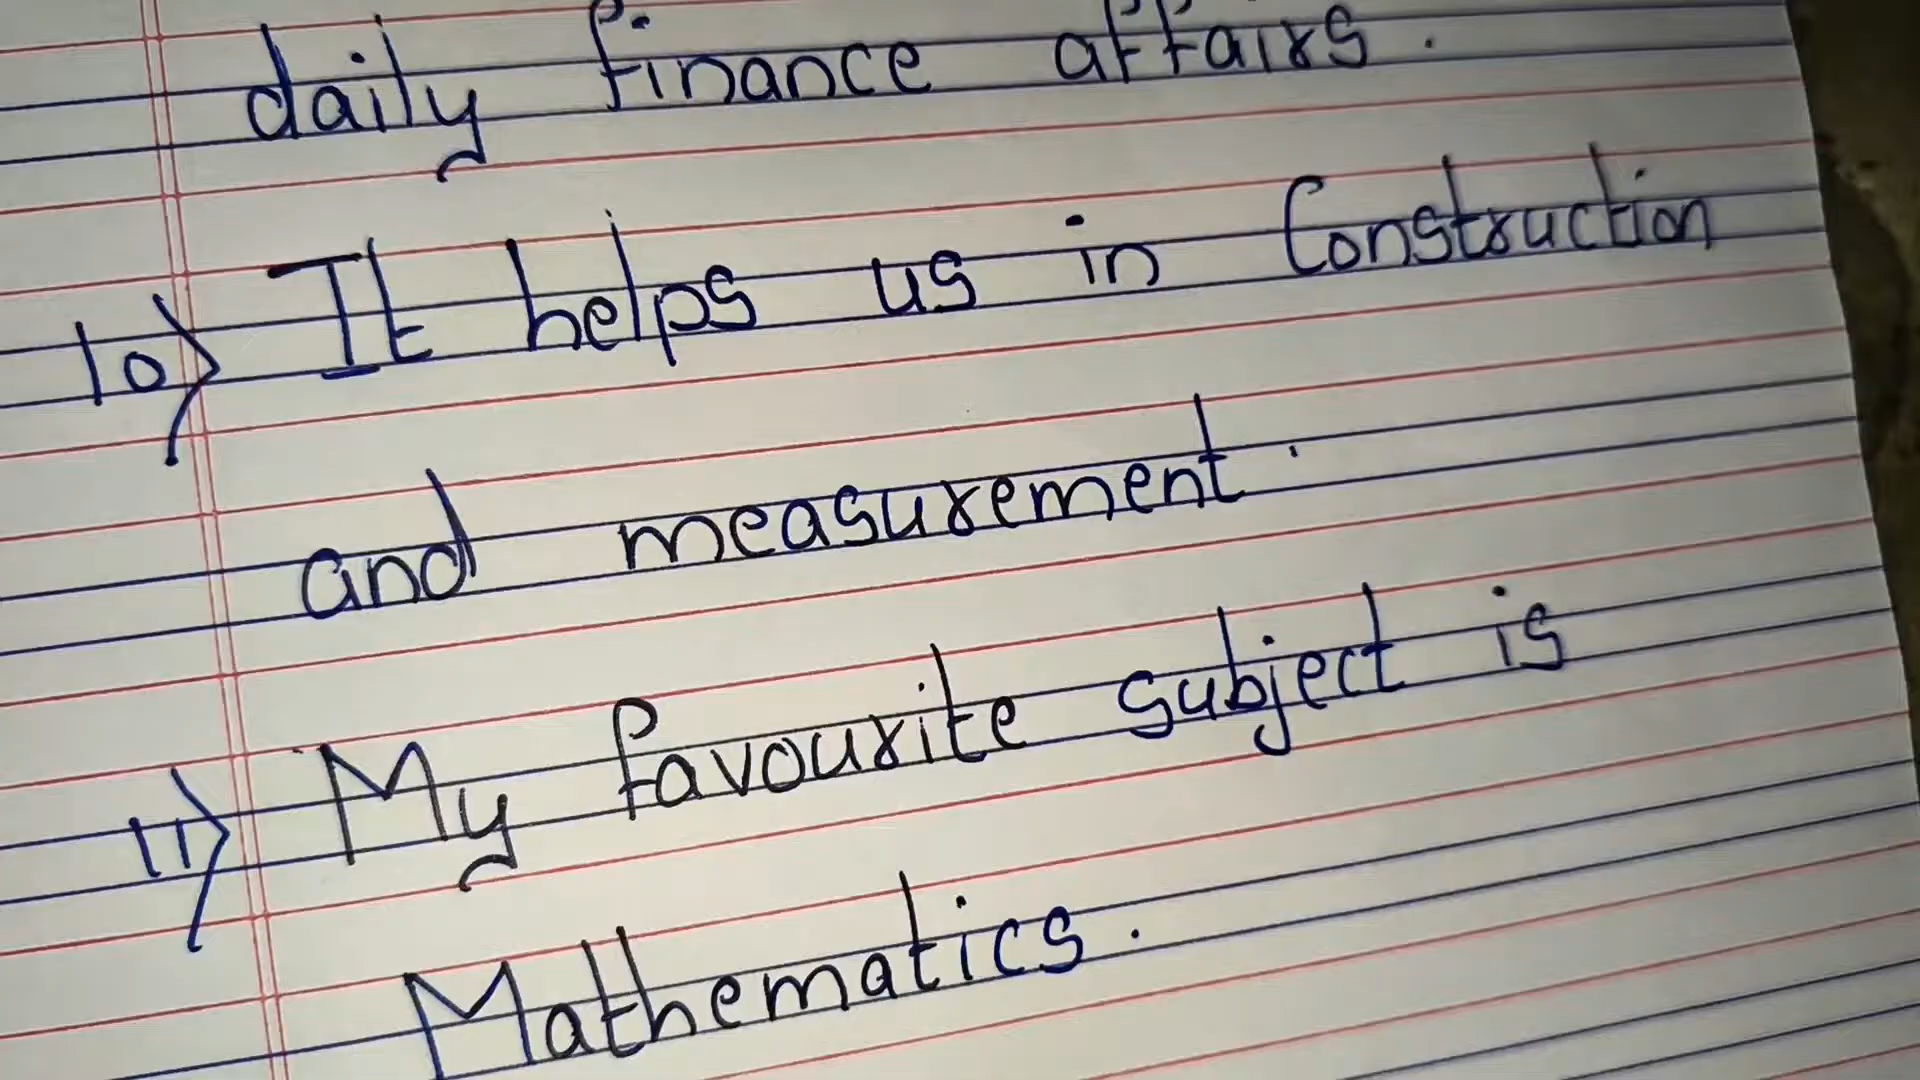 daily finance affairs.
10) It helps us in Construction
and measurement.
11) My favourite subject is
Mathematics.